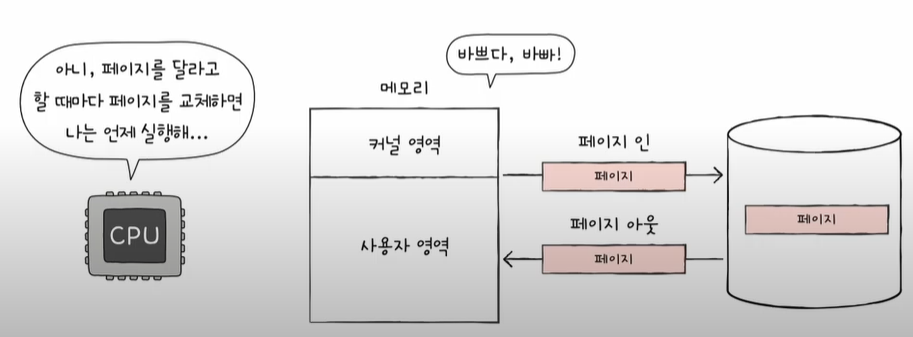 아니, 페이지를 달라고
할 때마다 페이지를 교체하면
나는 언제 실행해...
CPU
바쁘다, 바빠!
메모리
커널 영역
사용자 영역
페이지 인
페이지
페이지 아웃
페이지
페이지